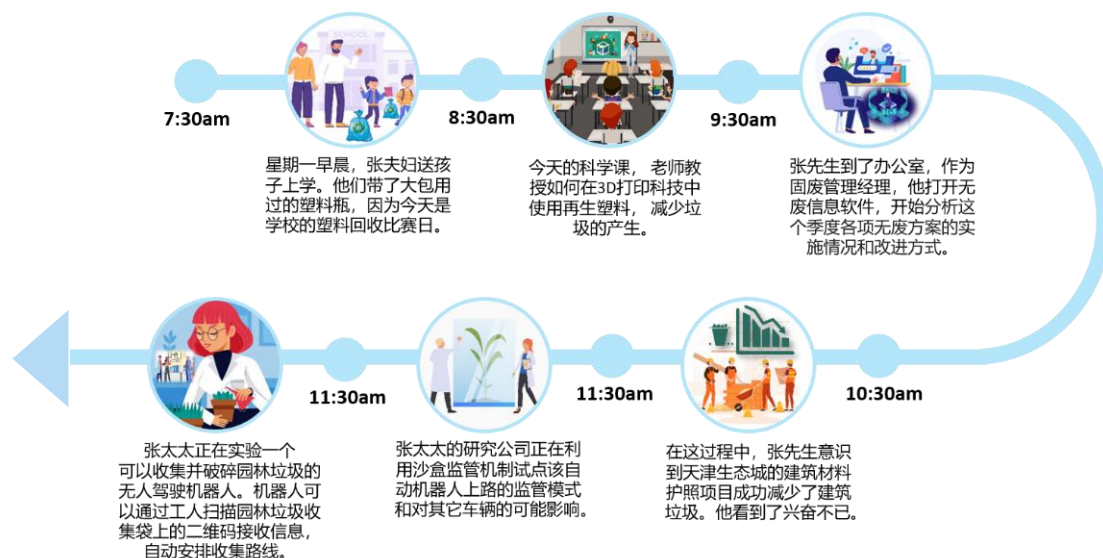 SCHOOL
7:30am
8:30am
9:30am
星期一早晨，张夫妇送孩
子上学。他们带了大包用
过的塑料瓶，因为今天是
学校的塑料回收比赛日。
今天的科学课， 老师教
授如何在3D打印科技中
使用再生塑料， 减少垃
圾的产生。
张先生到了办公室，作为
固废管理经理，他打开无
废信息软件，开始分析这
个季度各项无废方案的实
施情况和改进方式。
11:30am
11:30am
10:30am
张太太正在实验一个
可以收集并破碎园林垃圾的
无人驾驶机器人。机器人可
以通过工人扫描园林垃圾收
集袋上的二维码接收信息，
自动安排收集路线。
张太太的研究公司正在利
用沙盒监管机制试点该自
动机器人上路的监管模式
和对其它车辆的可能影响。
在这过程中，张先生意识
到天津生态城的建筑材料
护照项目成功减少了建筑
垃圾。他看到了兴奋不已。